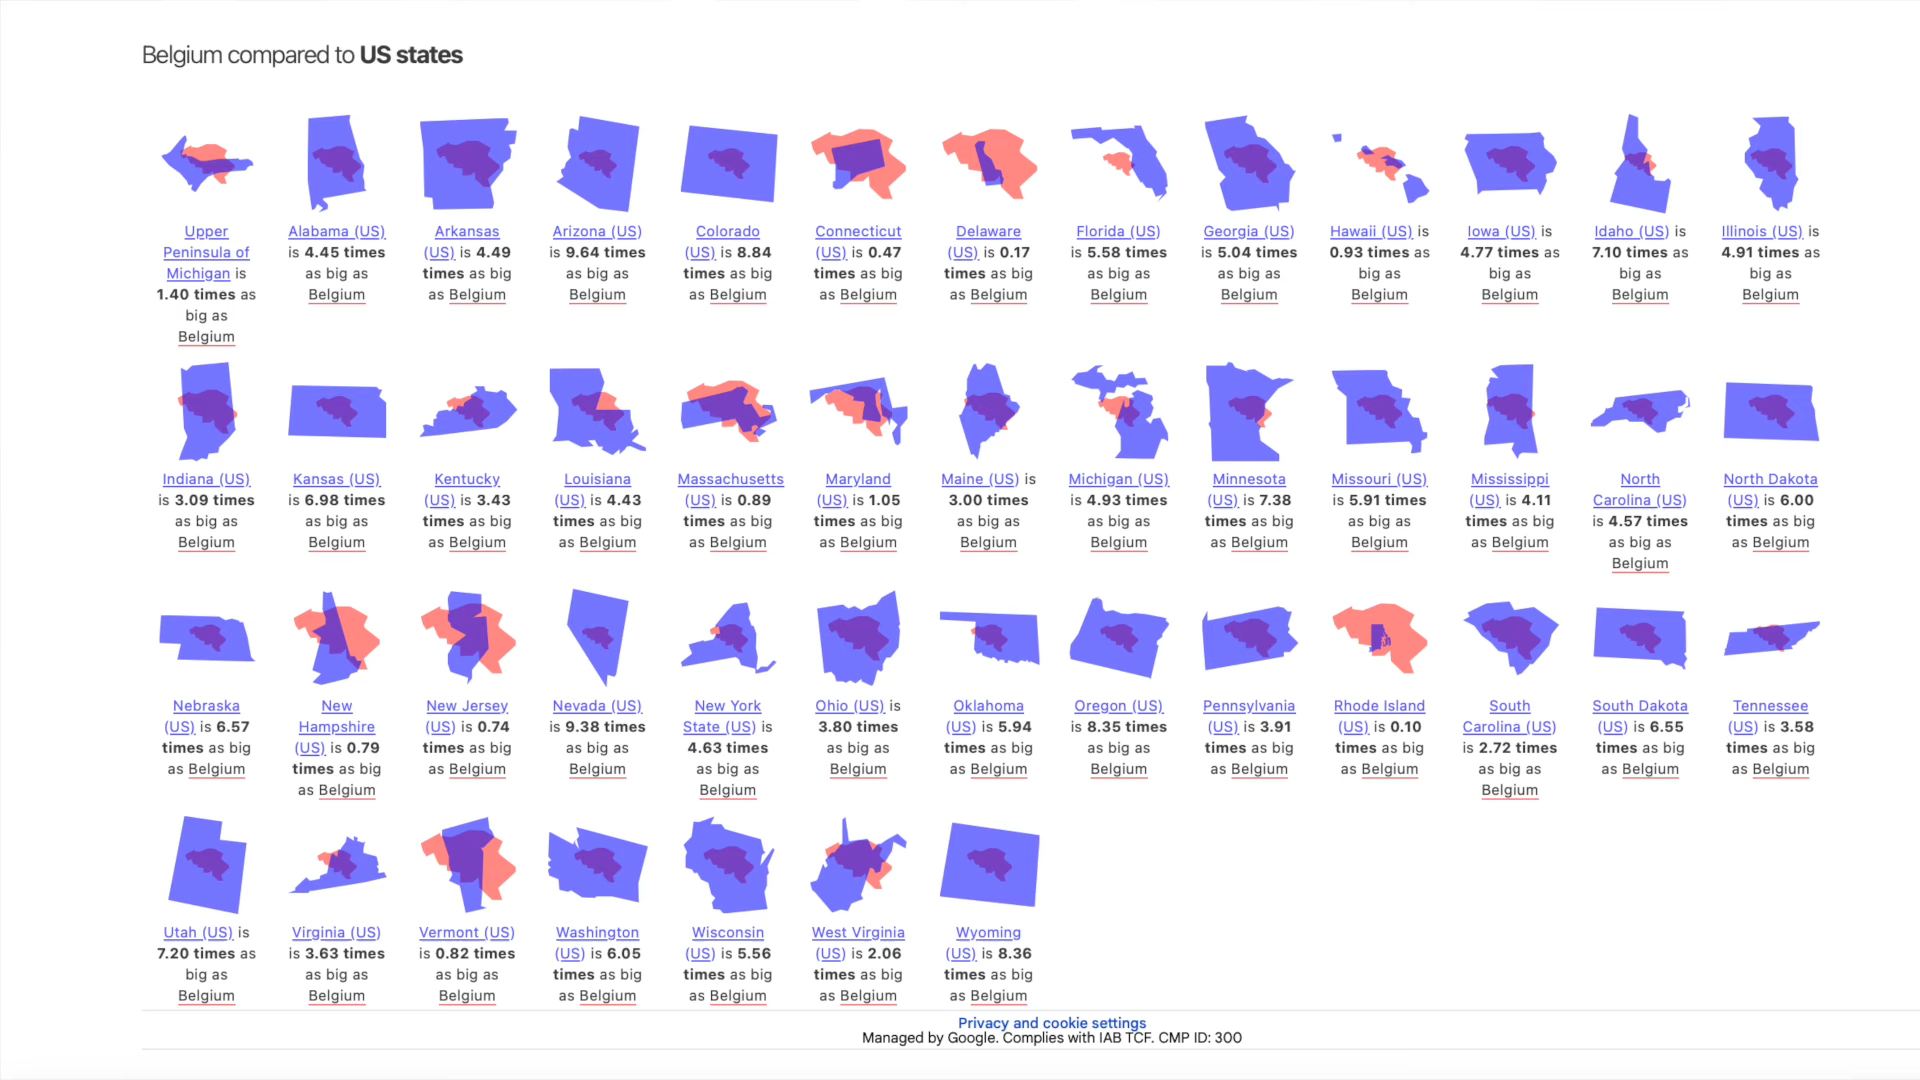 Belgium compared to US states
Upper
Peninsula of
Michigan is
1.40 times as
big as
Belgium
Alabama (US)
is 4.45 times
as big as
Belgium
Arkansas
(US) is 4.49
times as big
as Belgium
Arizona (US)
is 9.64 times
as big as
Belgium
Colorado
(US) is 8.84
times as big
as Belgium
Connecticut
(US) is 0.47
times as big
as Belgium
Delaware
(US) is 0.17
times as big
as Belgium
Florida (US)
is 5.58 times
as big as
Belgium
Georgia (US)
is 5.04 times
as big as
Belgium
Hawaii (US) is
0.93 times as
big as
Belgium
Iowa (US) is
4.77 times as
big as
Belgium
Idaho (US) is
7.10 times as
big as
Belgium
Illinois (US) is
4.91 times as
big as
Belgium
Indiana (US)
is 3.09 times
as big as
Belgium
Kansas (US)
is 6.98 times
as big as
Belgium
Kentucky
(US) is 3.43
times as big
as Belgium
Louisiana
(US) is 4.43
times as big
as Belgium
Massachusetts
(US) is 0.89
times as big
as Belgium
Maryland
(US) is 1.05
times as big
as Belgium
Maine (US) is
3.00 times
as big as
Belgium
Michigan (US)
is 4.93 times
as big as
Belgium
Minnesota
(US) is 7.38
times as big
as Belgium
Missouri (US)
is 5.91 times
as big as
Belgium
Mississippi
(US) is 4.11
times as big
as Belgium
North
Carolina (US)
is 4.57 times
as big as
Belgium
North Dakota
(US) is 6.00
times as big
as Belgium
Nebraska
(US) is 6.57
times as big
as Belgium
New
Hampshire
(US) is 0.79
times as big
as Belgium
New Jersey
(US) is 0.74
times as big
as Belgium
Nevada (US)
is 9.38 times
as big as
Belgium
New York
State (US) is
4.63 times
as big as
Belgium
Ohio (US) is
3.80 times
as big as
Belgium
Oklahoma
(US) is 5.94
times as big
as Belgium
Oregon (US)
is 8.35 times
as big as
Belgium
Pennsylvania
(US) is 3.91
times as big
as Belgium
Rhode Island
(US) is 0.10
times as big
as Belgium
South
Carolina (US)
is 2.72 times
as big as
Belgium
South Dakota
(US) is 6.55
times as big
as Belgium
Tennessee
(US) is 3.58
times as big
as Belgium
Utah (US) is
7.20 times as
big as
Belgium
Virginia (US)
is 3.63 times
as big as
Belgium
Vermont (US)
is 0.82 times
as big as
Belgium
Washington
(US) is 6.05
times as big
as Belgium
Wisconsin
(US) is 5.56
times as big
as Belgium
West Virginia
(US) is 2.06
times as big
as Belgium
Wyoming
(US) is 8.36
times as big
as Belgium
Privacy and cookie settings
Managed by Google. Complies with IAB TCF. CMP ID: 300